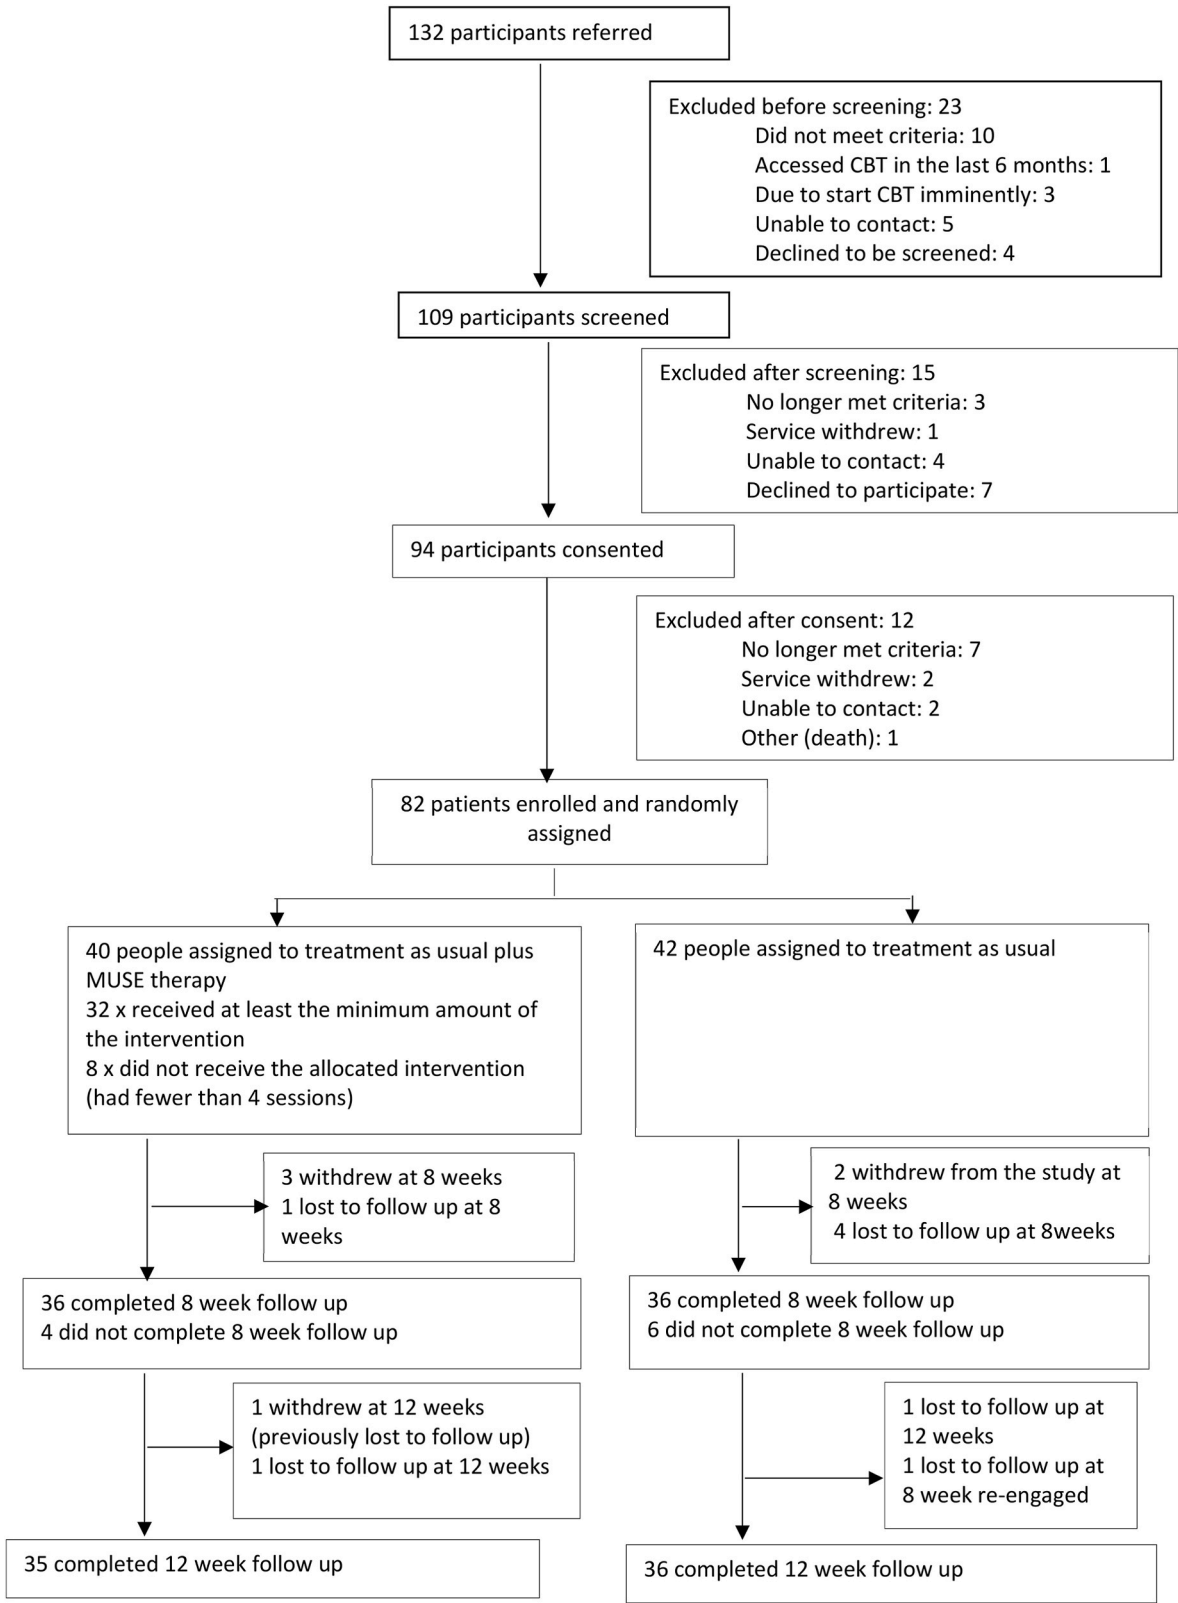 132 participants referred
Excluded before screening: 23
Did not meet criteria: 10
Accessed CBT in the last 6 months: 1
Due to start CBT imminently: 3
Unable to contact: 5
Declined to be screened: 4
109 participants screened
Excluded after screening: 15
No longer met criteria: 3
Service withdrew: 1
Unable to contact: 4
Declined to participate: 7
94 participants consented
Excluded after consent: 12
No longer met criteria: 7
Service withdrew: 2
Unable to contact: 2
Other (death): 1
82 patients enrolled and randomly
assigned
40 people assigned to treatment as usual plus
MUSE therapy
32 x received at least the minimum amount of
the intervention
8 x did not receive the allocated intervention
(had fewer than 4 sessions)
42 people assigned to treatment as usual
3 withdrew at 8 weeks
1 lost to follow up at 8
weeks
2 withdrew from the study at
8 weeks
4 lost to follow up at 8weeks
36 completed 8 week follow up
4 did not complete 8 week follow up
36 completed 8 week follow up
6 did not complete 8 week follow up
1 withdrew at 12 weeks
(previously lost to follow up)
1 lost to follow up at 12 weeks
1 lost to follow up at
12 weeks
1 lost to follow up at
8 week re-engaged
35 completed 12 week follow up
36 completed 12 week follow up